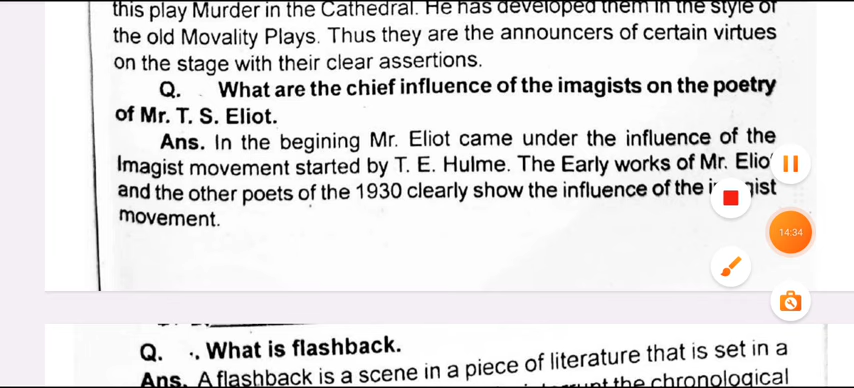 this play Murder in the Cathedral. He has developed them in the style of
the old Movality Plays. Thus they are the announcers of certain virtues
on the stage with their clear assertions.
Q. What are the chief influence of the imagists on the poetry
of Mr. T. S. Eliot.
Ans. In the begining Mr. Eliot came under the influence of the
Imagist movement started by T. E. Hulme. The Early works of Mr. Elio
and the other poets of the 1930 clearly show the influence of the
movement.
14:34
Q. What is flashback.
Ans. A flashback is a scene in a piece of literature that is set in a
the chronological